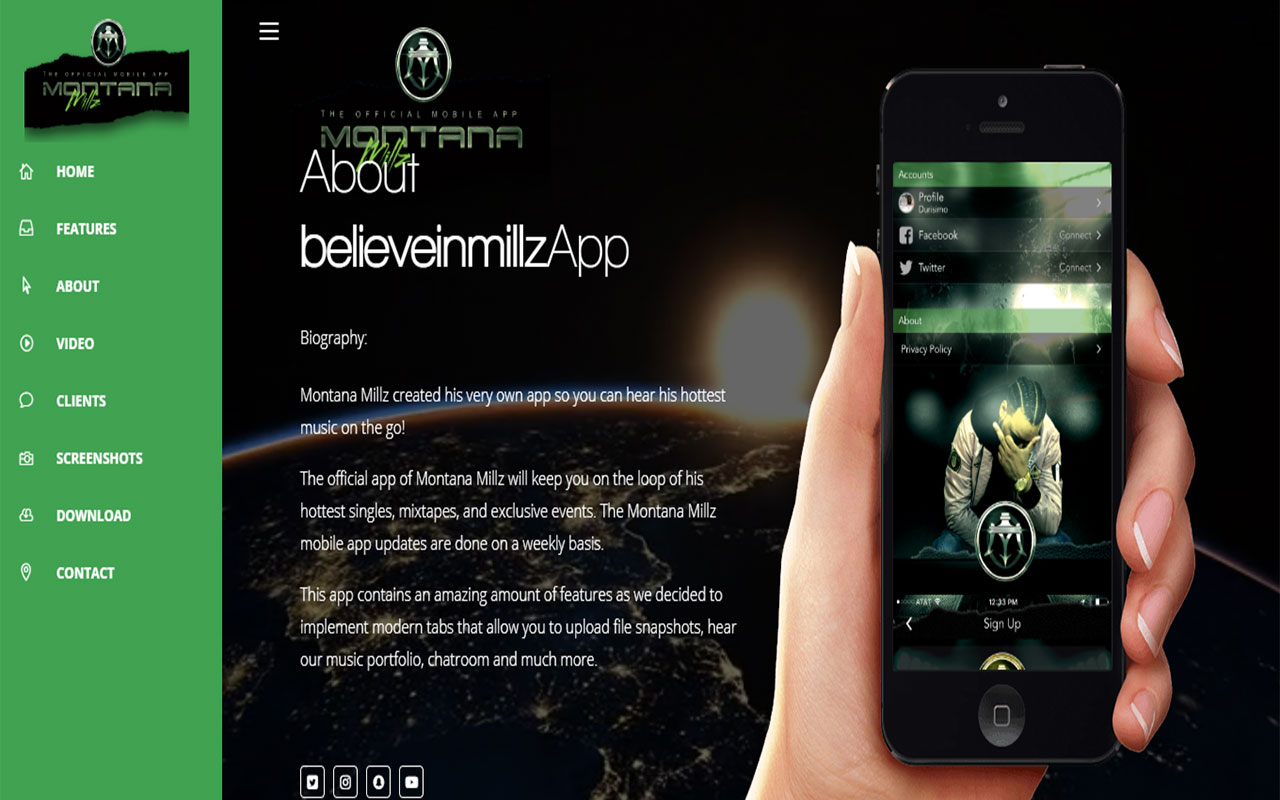 THE OFFICIAL MOBILE APP
MONTANA
Millz
HOME
FEATURES
ABOUT
VIDEO
CLIENTS
SCREENSHOTS
DOWNLOAD
CONTACT
THE OFFICIAL MOBILE APP
MONTANA
Millz
About
believeinmillzApp
Biography:
Montana Millz created his very own app so you can hear his hottest
music on the go!
The official app of Montana Millz will keep you on the loop of his
hottest singles, mixtapes, and exclusive events. The Montana Millz
mobile app updates are done on a weekly basis.
This app contains an amazing amount of features as we decided to
implement modern tabs that allow you to upload file snapshots, hear
our music portfolio, chatroom and much more.
Accounts
Profile
Durisimo
Facebook Connect
Twitter Connect
About
Privacy Policy
AT&T 12:33 PM
Sign Up